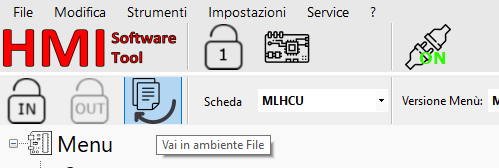 File Modifica Strumenti Impostazioni Service ?
HMI Software Tool
1
ON
IN
OUT
Scheda MLHCU Versione Menù: M
Menu
Vai in ambiente File